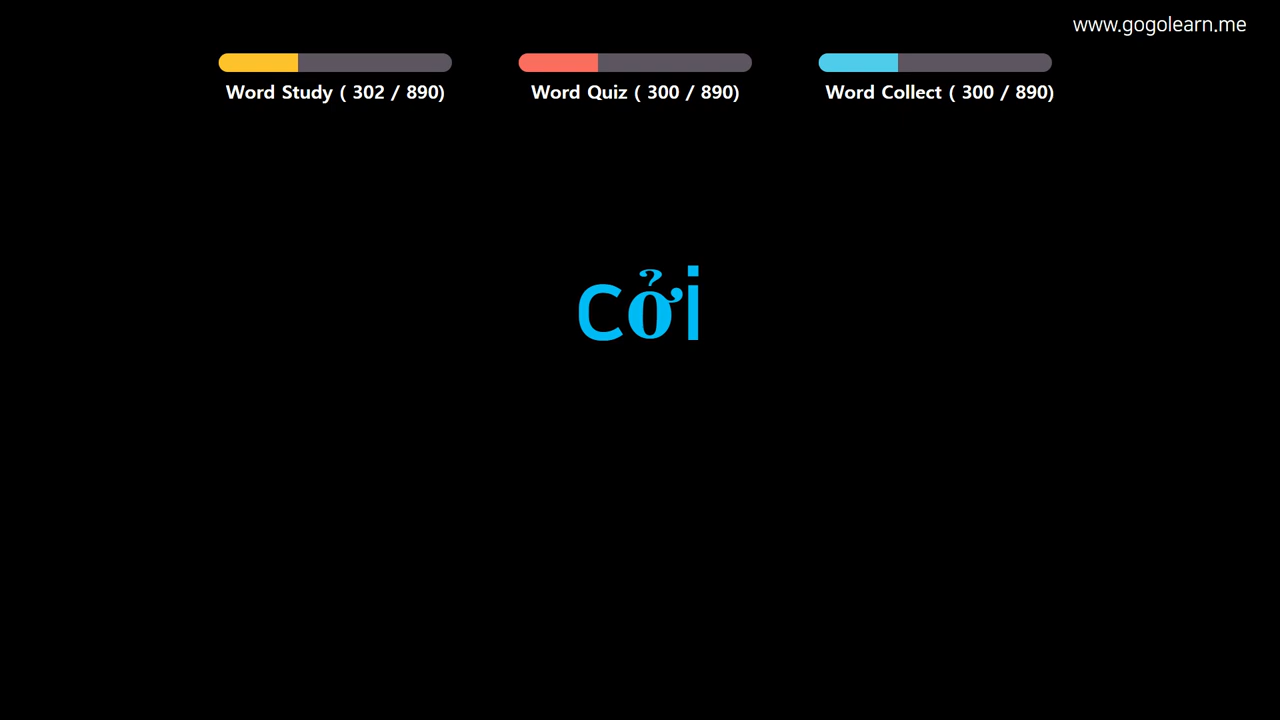 www.gogolearn.me
Word Study ( 302 / 890)
Word Quiz ( 300 / 890)
Word Collect ( 300 / 890)
cởi